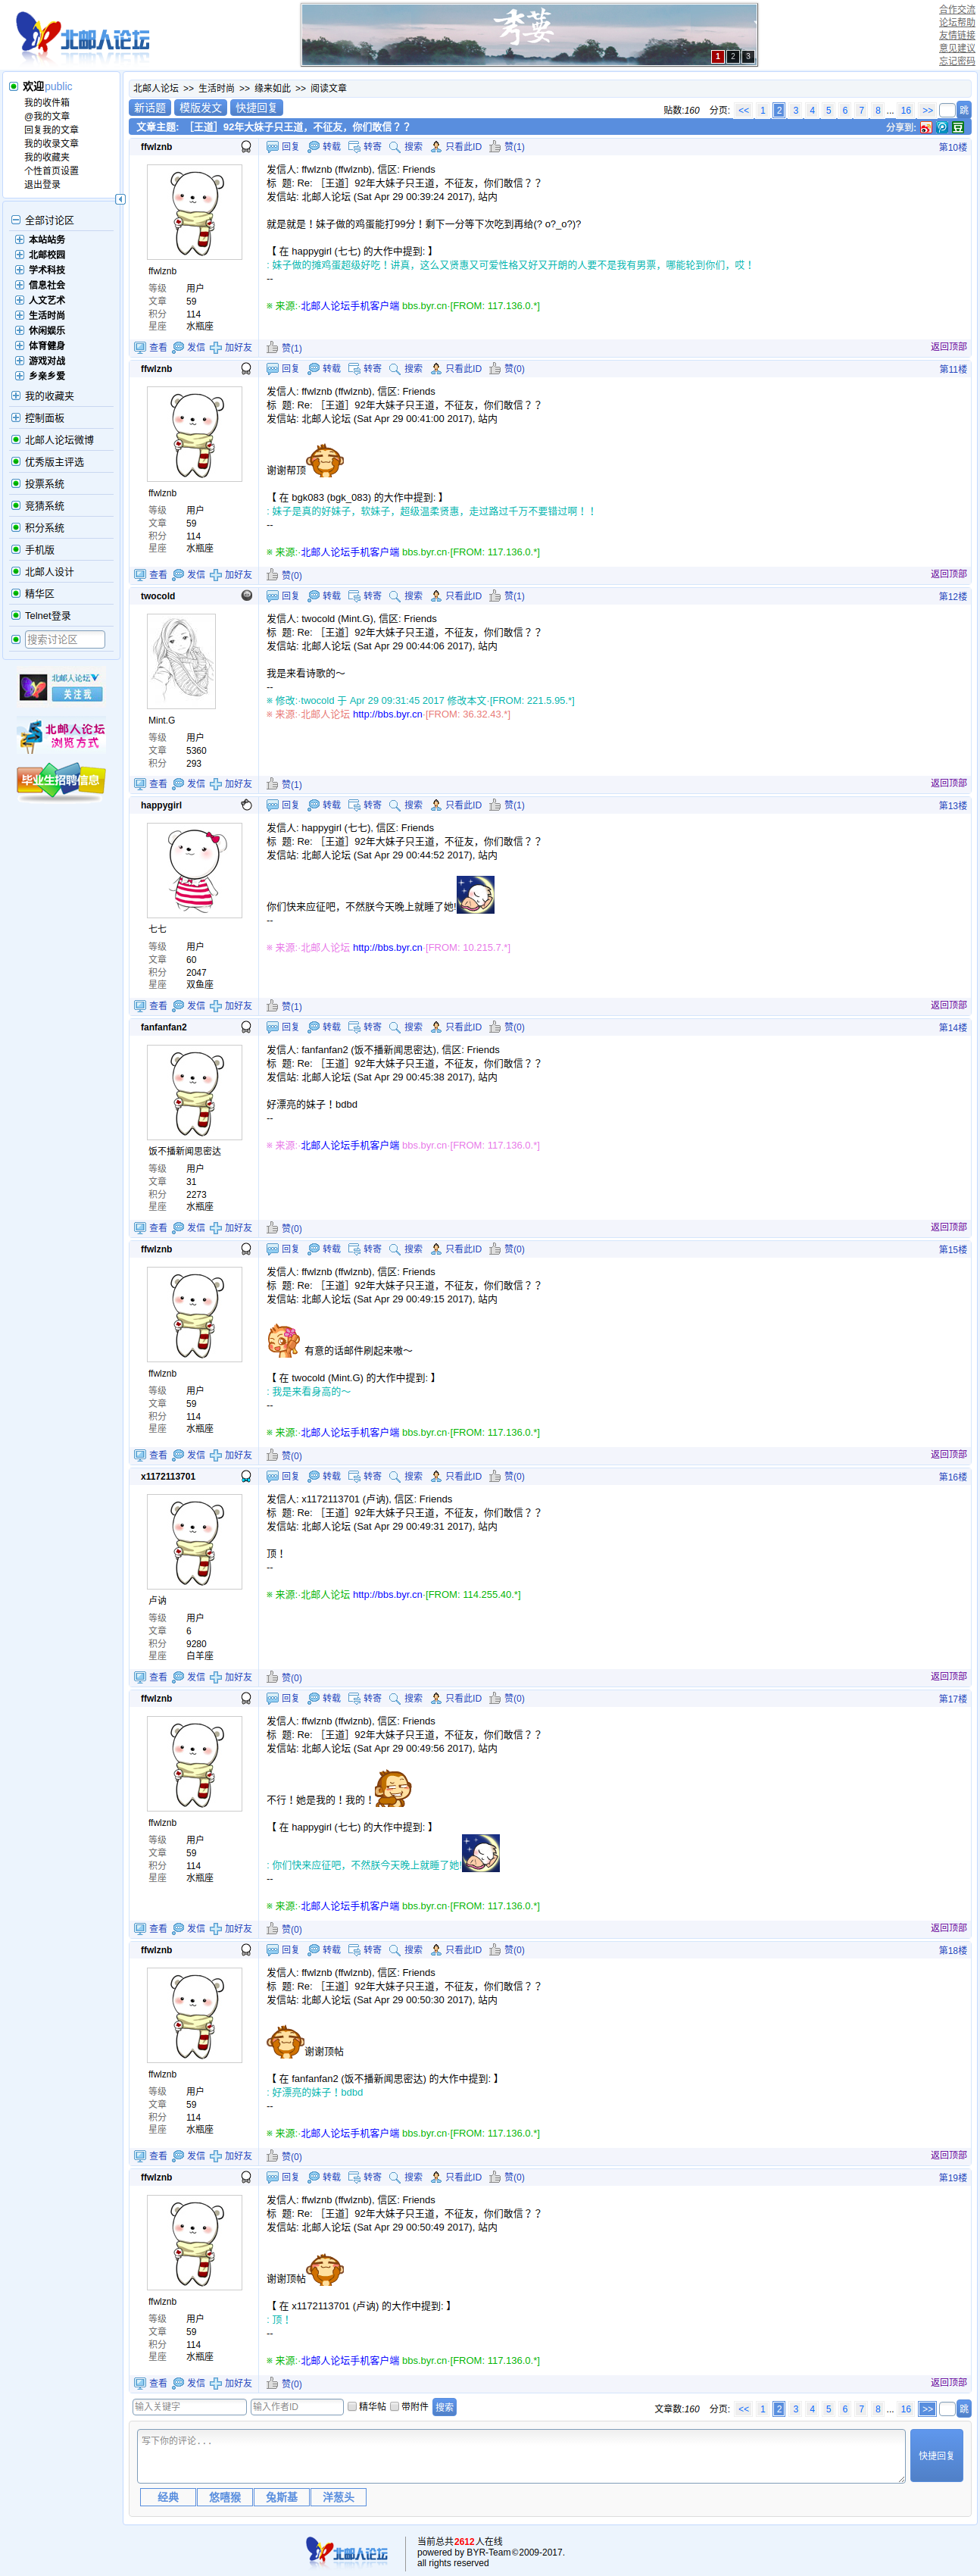 北邮人论坛
秀葽
1 2 3
合作交流
论坛帮助
友情链接
意见建议
忘记密码
欢迎public
我的收件箱
@我的文章
回复我的文章
我的收录文章
我的收藏夹
个性首页设置
退出登录
全部讨论区
本站站务
北邮校园
学术科技
信息社会
人文艺术
生活时尚
休闲娱乐
体育健身
游戏对战
乡亲乡爱
我的收藏夹
控制面板
北邮人论坛微博
优秀版主评选
投票系统
竞猜系统
积分系统
手机版
北邮人设计
精华区
Telnet登录
搜索讨论区
北邮人论坛
关注我
北邮人论坛
浏览方式
毕业生招聘信息
北邮人论坛 >> 生活时尚 >> 缘来如此 >> 阅读文章
新话题 模版发文 快捷回复
贴数:160 分页: << 1 2 3 4 5 6 7 8 ... 16 >> 跳
文章主题: ［王道］92年大妹子只王道，不征友，你们敢信？？
分享到:
ffwlznb 回复 转载 转寄 搜索 只看此ID 赞(1) 第10楼
ffwlznb
等级 用户
文章 59
积分 114
星座 水瓶座
发信人: ffwlznb (ffwlznb), 信区: Friends
标 题: Re: ［王道］92年大妹子只王道，不征友，你们敢信？？
发信站: 北邮人论坛 (Sat Apr 29 00:39:24 2017), 站内
就是就是！妹子做的鸡蛋能打99分！剩下一分等下次吃到再给(? o?_o?)?
【 在 happygirl (七七) 的大作中提到: 】
: 妹子做的摊鸡蛋超级好吃！讲真，这么又贤惠又可爱性格又好又开朗的人要不是我有男票，哪能轮到你们，哎！
--
※ 来源:·北邮人论坛手机客户端 bbs.byr.cn·[FROM: 117.136.0.*]
查看 发信 加好友 赞(1) 返回顶部
ffwlznb 回复 转载 转寄 搜索 只看此ID 赞(0) 第11楼
ffwlznb
等级 用户
文章 59
积分 114
星座 水瓶座
发信人: ffwlznb (ffwlznb), 信区: Friends
标 题: Re: ［王道］92年大妹子只王道，不征友，你们敢信？？
发信站: 北邮人论坛 (Sat Apr 29 00:41:00 2017), 站内
谢谢帮顶
【 在 bgk083 (bgk_083) 的大作中提到: 】
: 妹子是真的好妹子，软妹子，超级温柔贤惠，走过路过千万不要错过啊！！
--
※ 来源:·北邮人论坛手机客户端 bbs.byr.cn·[FROM: 117.136.0.*]
查看 发信 加好友 赞(0) 返回顶部
twocold 回复 转载 转寄 搜索 只看此ID 赞(1) 第12楼
Mint.G
等级 用户
文章 5360
积分 293
发信人: twocold (Mint.G), 信区: Friends
标 题: Re: ［王道］92年大妹子只王道，不征友，你们敢信？？
发信站: 北邮人论坛 (Sat Apr 29 00:44:06 2017), 站内
我是来看诗歌的～
--
※ 修改:·twocold 于 Apr 29 09:31:45 2017 修改本文·[FROM: 221.5.95.*]
※ 来源:·北邮人论坛 http://bbs.byr.cn·[FROM: 36.32.43.*]
查看 发信 加好友 赞(1) 返回顶部
happygirl 回复 转载 转寄 搜索 只看此ID 赞(1) 第13楼
七七
等级 用户
文章 60
积分 2047
星座 双鱼座
发信人: happygirl (七七), 信区: Friends
标 题: Re: ［王道］92年大妹子只王道，不征友，你们敢信？？
发信站: 北邮人论坛 (Sat Apr 29 00:44:52 2017), 站内
你们快来应征吧，不然朕今天晚上就睡了她!
--
※ 来源:·北邮人论坛 http://bbs.byr.cn·[FROM: 10.215.7.*]
查看 发信 加好友 赞(1) 返回顶部
fanfanfan2 回复 转载 转寄 搜索 只看此ID 赞(0) 第14楼
饭不播新闻思密达
等级 用户
文章 31
积分 2273
星座 水瓶座
发信人: fanfanfan2 (饭不播新闻思密达), 信区: Friends
标 题: Re: ［王道］92年大妹子只王道，不征友，你们敢信？？
发信站: 北邮人论坛 (Sat Apr 29 00:45:38 2017), 站内
好漂亮的妹子！bdbd
--
※ 来源:·北邮人论坛手机客户端 bbs.byr.cn·[FROM: 117.136.0.*]
查看 发信 加好友 赞(0) 返回顶部
ffwlznb 回复 转载 转寄 搜索 只看此ID 赞(0) 第15楼
ffwlznb
等级 用户
文章 59
积分 114
星座 水瓶座
发信人: ffwlznb (ffwlznb), 信区: Friends
标 题: Re: ［王道］92年大妹子只王道，不征友，你们敢信？？
发信站: 北邮人论坛 (Sat Apr 29 00:49:15 2017), 站内
有意的话邮件刷起来嗷～
【 在 twocold (Mint.G) 的大作中提到: 】
: 我是来看身高的～
--
※ 来源:·北邮人论坛手机客户端 bbs.byr.cn·[FROM: 117.136.0.*]
查看 发信 加好友 赞(0) 返回顶部
x1172113701 回复 转载 转寄 搜索 只看此ID 赞(0) 第16楼
卢讷
等级 用户
文章 6
积分 9280
星座 白羊座
发信人: x1172113701 (卢讷), 信区: Friends
标 题: Re: ［王道］92年大妹子只王道，不征友，你们敢信？？
发信站: 北邮人论坛 (Sat Apr 29 00:49:31 2017), 站内
顶！
--
※ 来源:·北邮人论坛 http://bbs.byr.cn·[FROM: 114.255.40.*]
查看 发信 加好友 赞(0) 返回顶部
ffwlznb 回复 转载 转寄 搜索 只看此ID 赞(0) 第17楼
ffwlznb
等级 用户
文章 59
积分 114
星座 水瓶座
发信人: ffwlznb (ffwlznb), 信区: Friends
标 题: Re: ［王道］92年大妹子只王道，不征友，你们敢信？？
发信站: 北邮人论坛 (Sat Apr 29 00:49:56 2017), 站内
不行！她是我的！我的！
【 在 happygirl (七七) 的大作中提到: 】
: 你们快来应征吧，不然朕今天晚上就睡了她!
--
※ 来源:·北邮人论坛手机客户端 bbs.byr.cn·[FROM: 117.136.0.*]
查看 发信 加好友 赞(0) 返回顶部
ffwlznb 回复 转载 转寄 搜索 只看此ID 赞(0) 第18楼
ffwlznb
等级 用户
文章 59
积分 114
星座 水瓶座
发信人: ffwlznb (ffwlznb), 信区: Friends
标 题: Re: ［王道］92年大妹子只王道，不征友，你们敢信？？
发信站: 北邮人论坛 (Sat Apr 29 00:50:30 2017), 站内
谢谢顶帖
【 在 fanfanfan2 (饭不播新闻思密达) 的大作中提到: 】
: 好漂亮的妹子！bdbd
--
※ 来源:·北邮人论坛手机客户端 bbs.byr.cn·[FROM: 117.136.0.*]
查看 发信 加好友 赞(0) 返回顶部
ffwlznb 回复 转载 转寄 搜索 只看此ID 赞(0) 第19楼
ffwlznb
等级 用户
文章 59
积分 114
星座 水瓶座
发信人: ffwlznb (ffwlznb), 信区: Friends
标 题: Re: ［王道］92年大妹子只王道，不征友，你们敢信？？
发信站: 北邮人论坛 (Sat Apr 29 00:50:49 2017), 站内
谢谢顶帖
【 在 x1172113701 (卢讷) 的大作中提到: 】
: 顶！
--
※ 来源:·北邮人论坛手机客户端 bbs.byr.cn·[FROM: 117.136.0.*]
查看 发信 加好友 赞(0) 返回顶部
输入关键字 输入作者ID 精华帖 带附件 搜索
文章数:160 分页: << 1 2 3 4 5 6 7 8 ... 16 >> 跳
写下你的评论...
快捷回复
经典 悠嘻猴 兔斯基 洋葱头
北邮人论坛
当前总共2612人在线
powered by BYR-Team©2009-2017.
all rights reserved